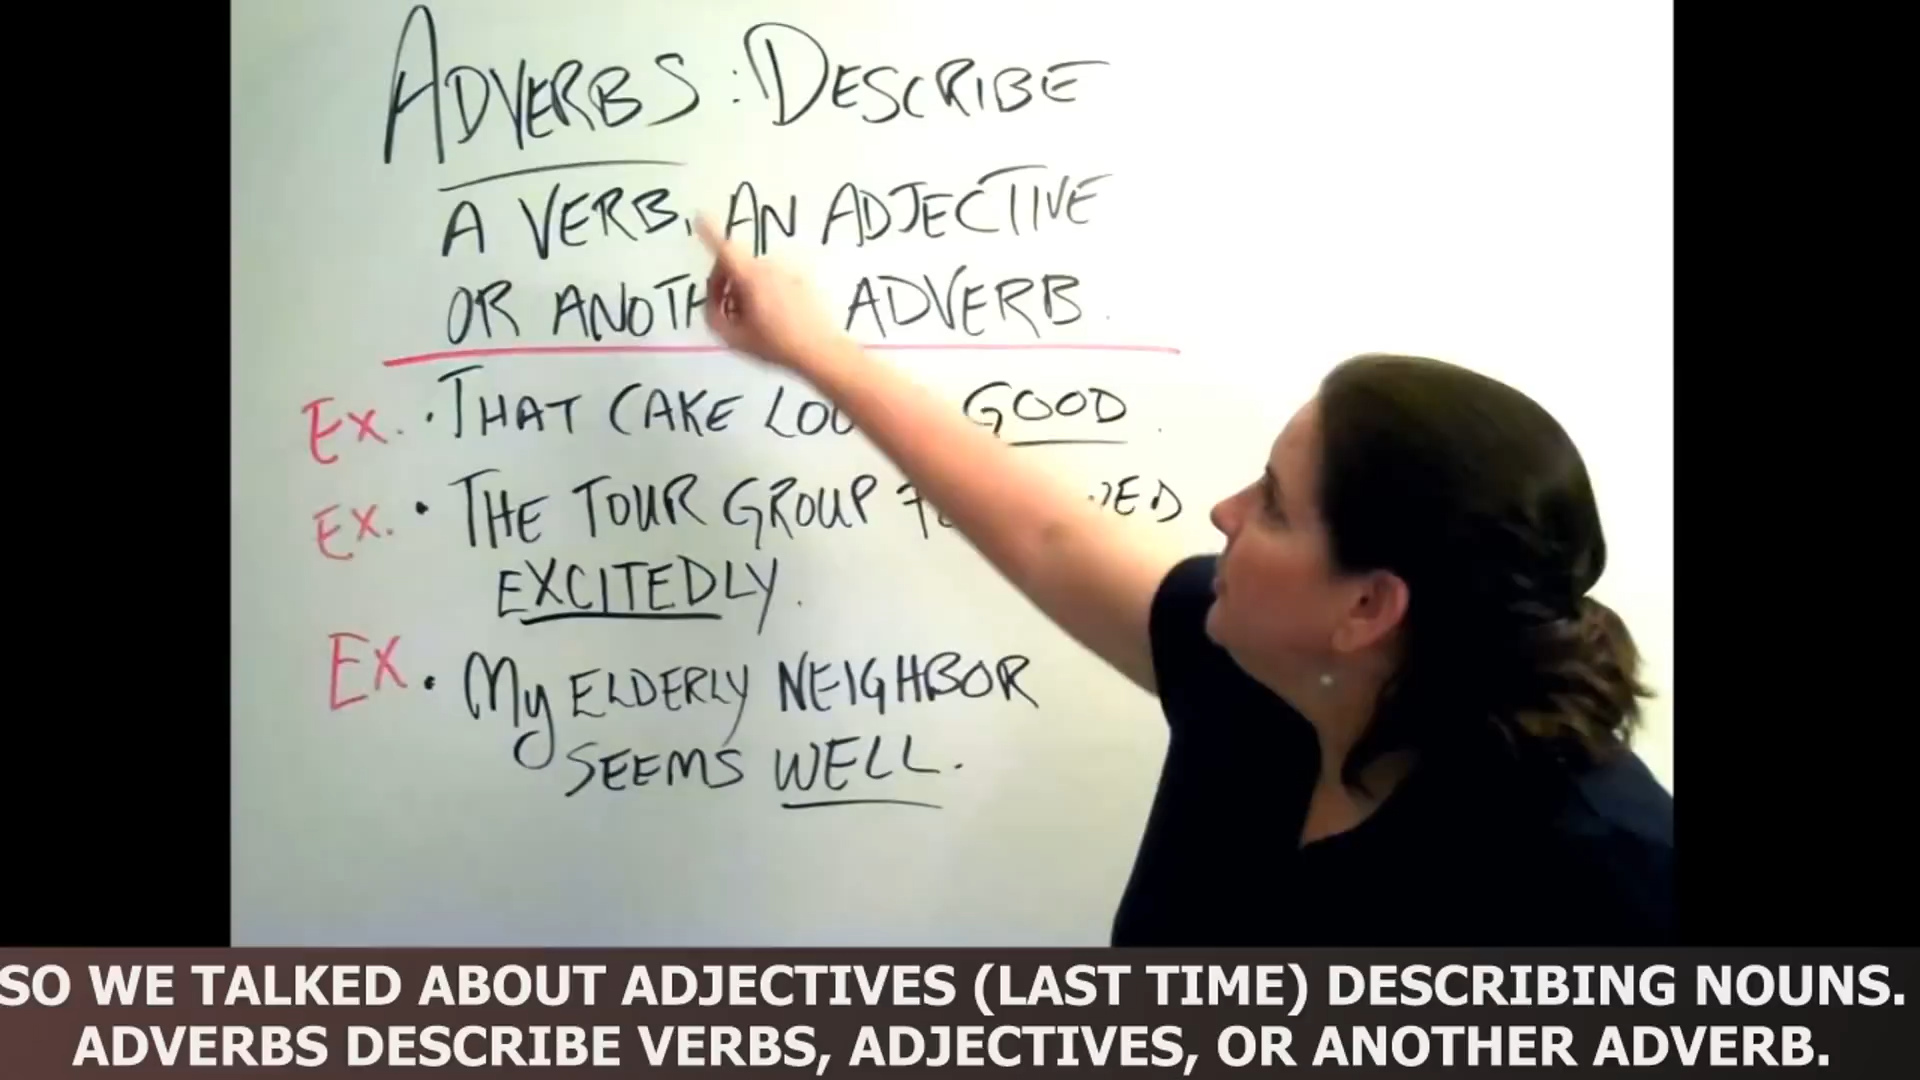 ADVERBS: DESCRIBE
A VERB, AN ADJECTIVE
OR ADVERB.
Ex. • THAT CAKE GOOD.
Ex. • THE TOUR GROUP
EXCITEDLY.
Ex. • My ELDERLY NEIGHBOR
SEEMS WELL.
SO WE TALKED ABOUT ADJECTIVES (LAST TIME) DESCRIBING NOUNS.
ADVERBS DESCRIBE VERBS, ADJECTIVES, OR ANOTHER ADVERB.